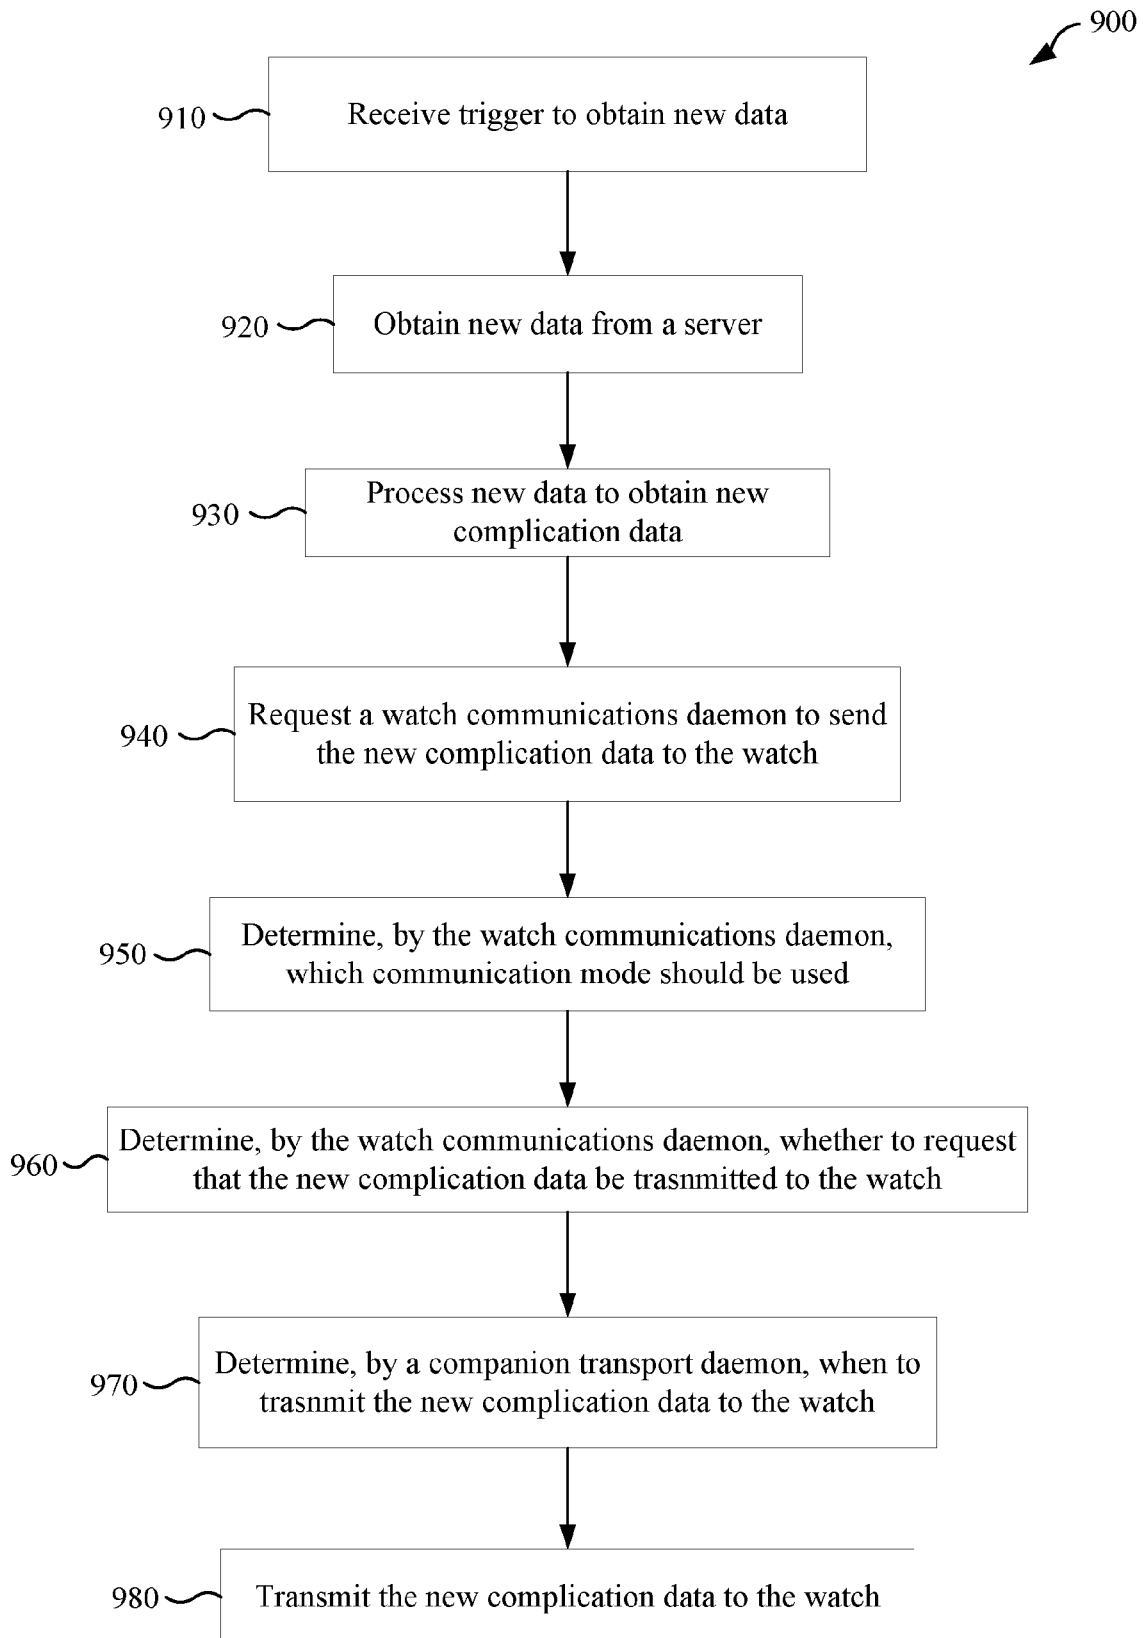 900
910
Receive trigger to obtain new data
920
Obtain new data from a server
930
Process new data to obtain new
complication data
940
Request a watch communications daemon to send
the new complication data to the watch
950
Determine, by the watch communications daemon,
which communication mode should be used
960
Determine, by the watch communications daemon, whether to request
that the new complication data be trasnmitted to the watch
970
Determine, by a companion transport daemon, when to
trasnmit the new complication data to the watch
980
Transmit the new complication data to the watch